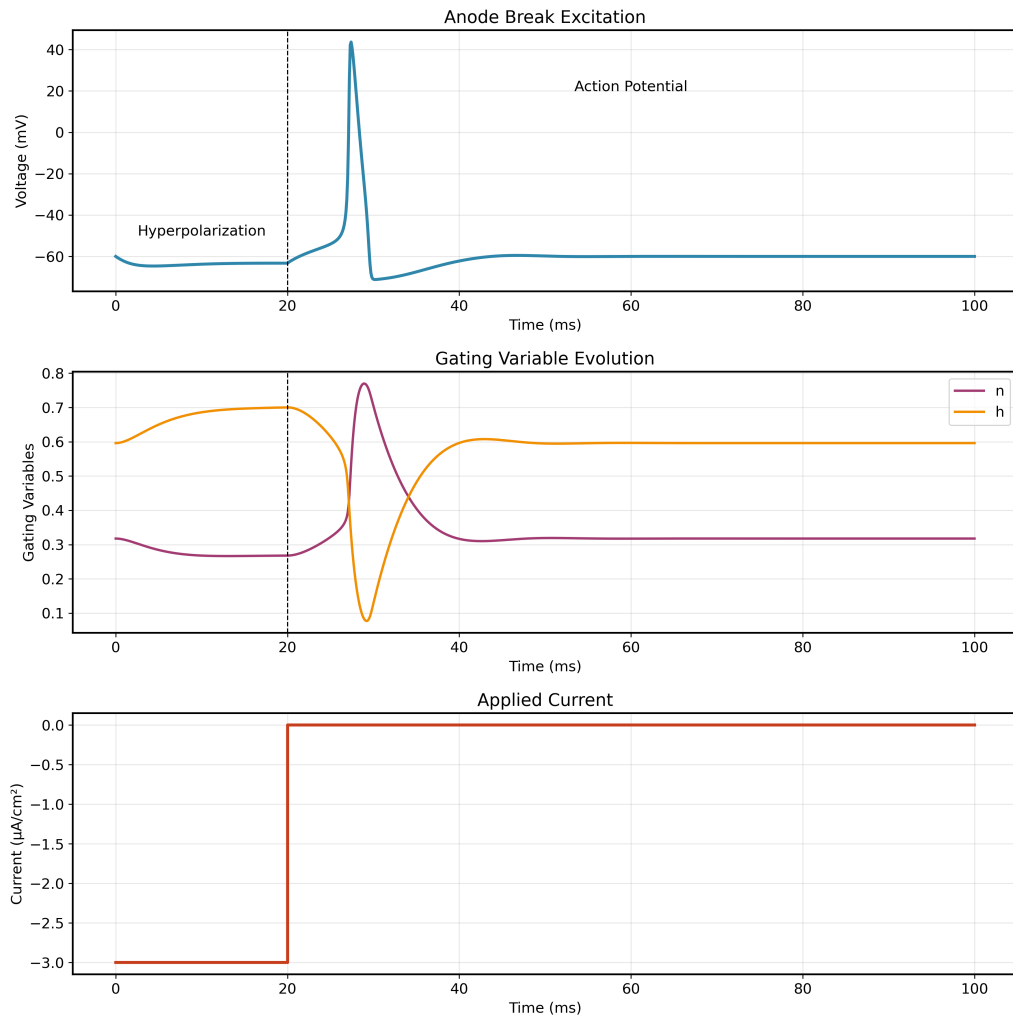 Anode Break Excitation
Voltage (mV)
40
20
0
−20
−40
−60
Hyperpolarization
Action Potential
0 20 40 60 80 100
Time (ms)
Gating Variable Evolution
Gating Variables
0.8
0.7
0.6
0.5
0.4
0.3
0.2
0.1
n
h
0 20 40 60 80 100
Time (ms)
Applied Current
Current (μA/cm²)
0.0
−0.5
−1.0
−1.5
−2.0
−2.5
−3.0
0 20 40 60 80 100
Time (ms)